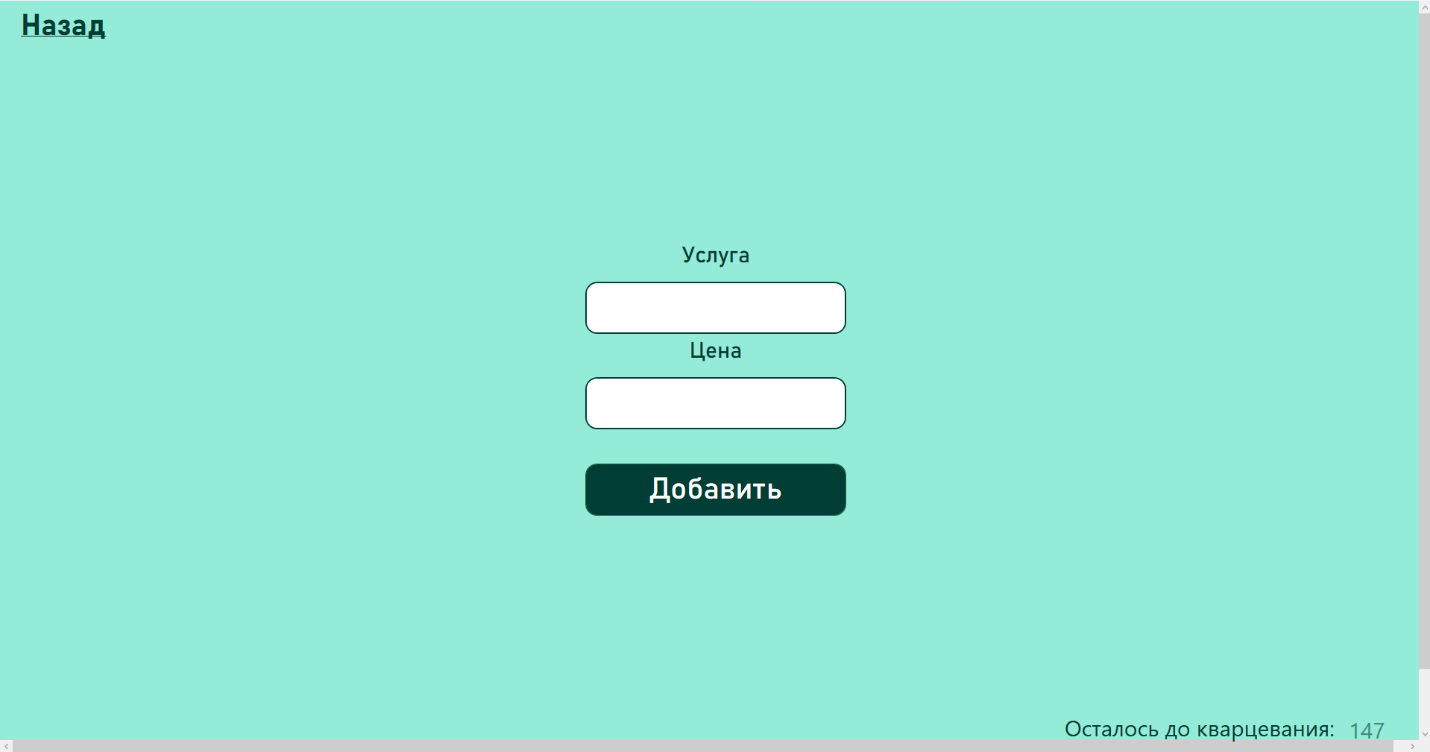 Назад
Услуга
Цена
Добавить
Осталось до кварцевания: 147